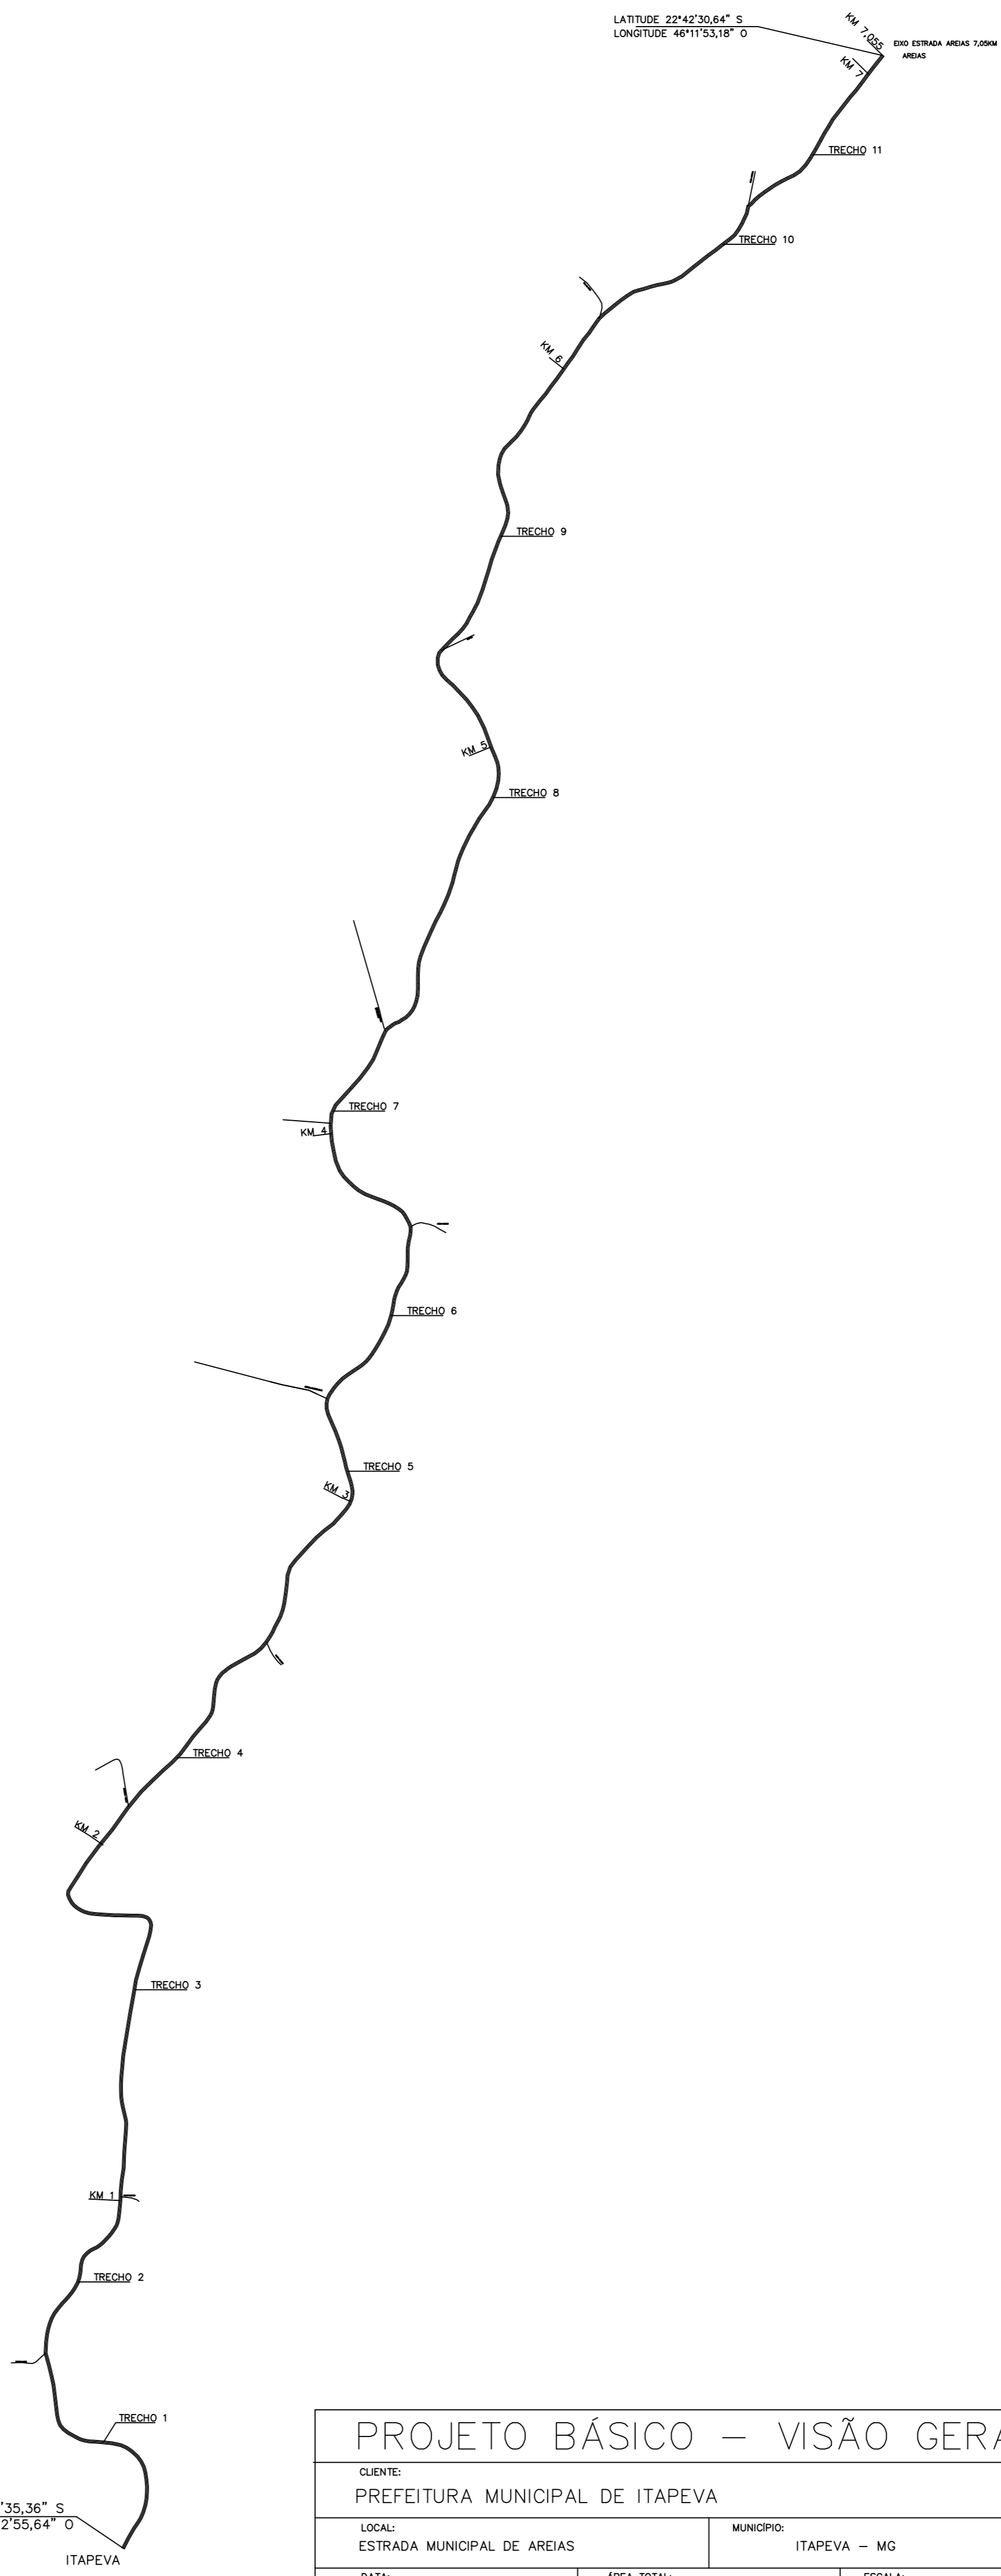 LATITUDE 22°42'30,64" S
LONGITUDE 46°11'53,18" O
KM 7,055
EIXO ESTRADA AREIAS 7,05KM
AREIAS
KM 7
TRECHO 11
TRECHO 10
KM 6
TRECHO 9
KM 5
TRECHO 8
TRECHO 7
KM 4
TRECHO 6
TRECHO 5
KM 3
TRECHO 4
KM 2
TRECHO 3
KM 1
TRECHO 2
TRECHO 1
'35,36" S
2'55,64" O
ITAPEVA
PROJETO BÁSICO – VISÃO GERA
CLIENTE:
PREFEITURA MUNICIPAL DE ITAPEVA
LOCAL:
ESTRADA MUNICIPAL DE AREIAS
MUNICÍPIO:
ITAPEVA – MG
DATA:
ÁREA TOTAL:
ESCALA: